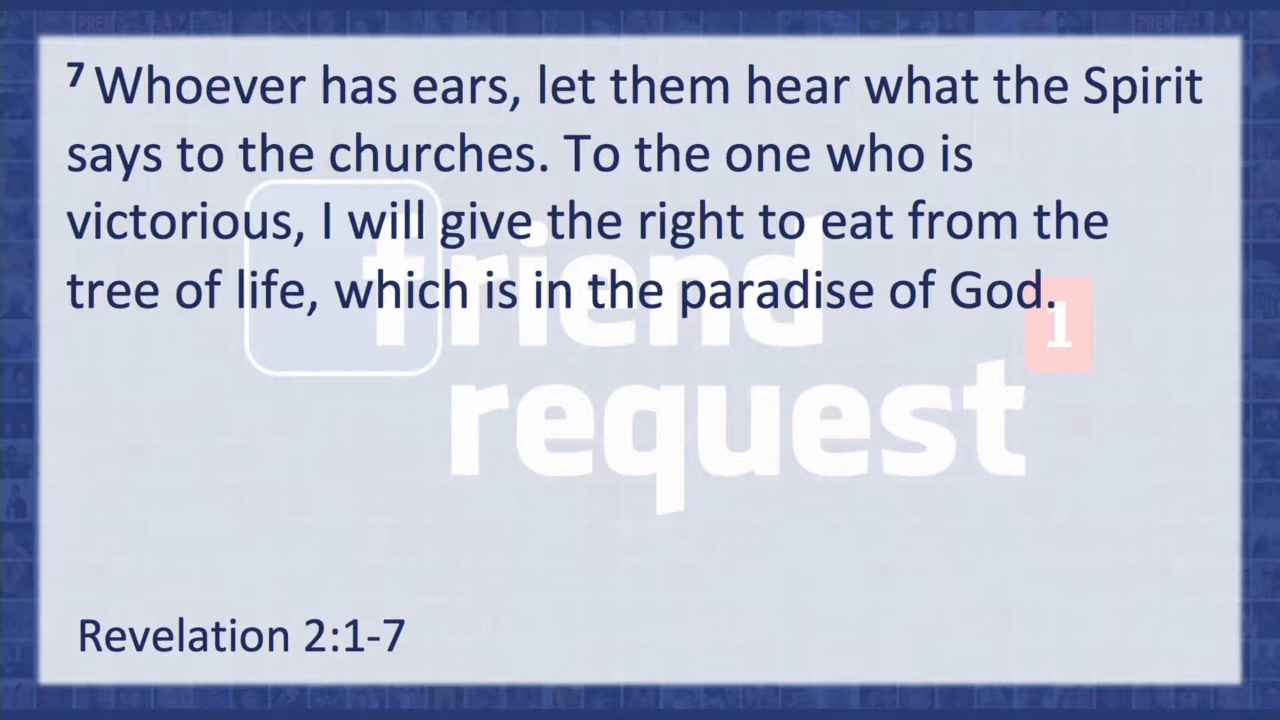 7 Whoever has ears, let them hear what the Spirit
says to the churches. To the one who is
victorious, I will give the right to eat from the
tree of life, which is in the paradise of God.
friend
1
request
Revelation 2:1-7